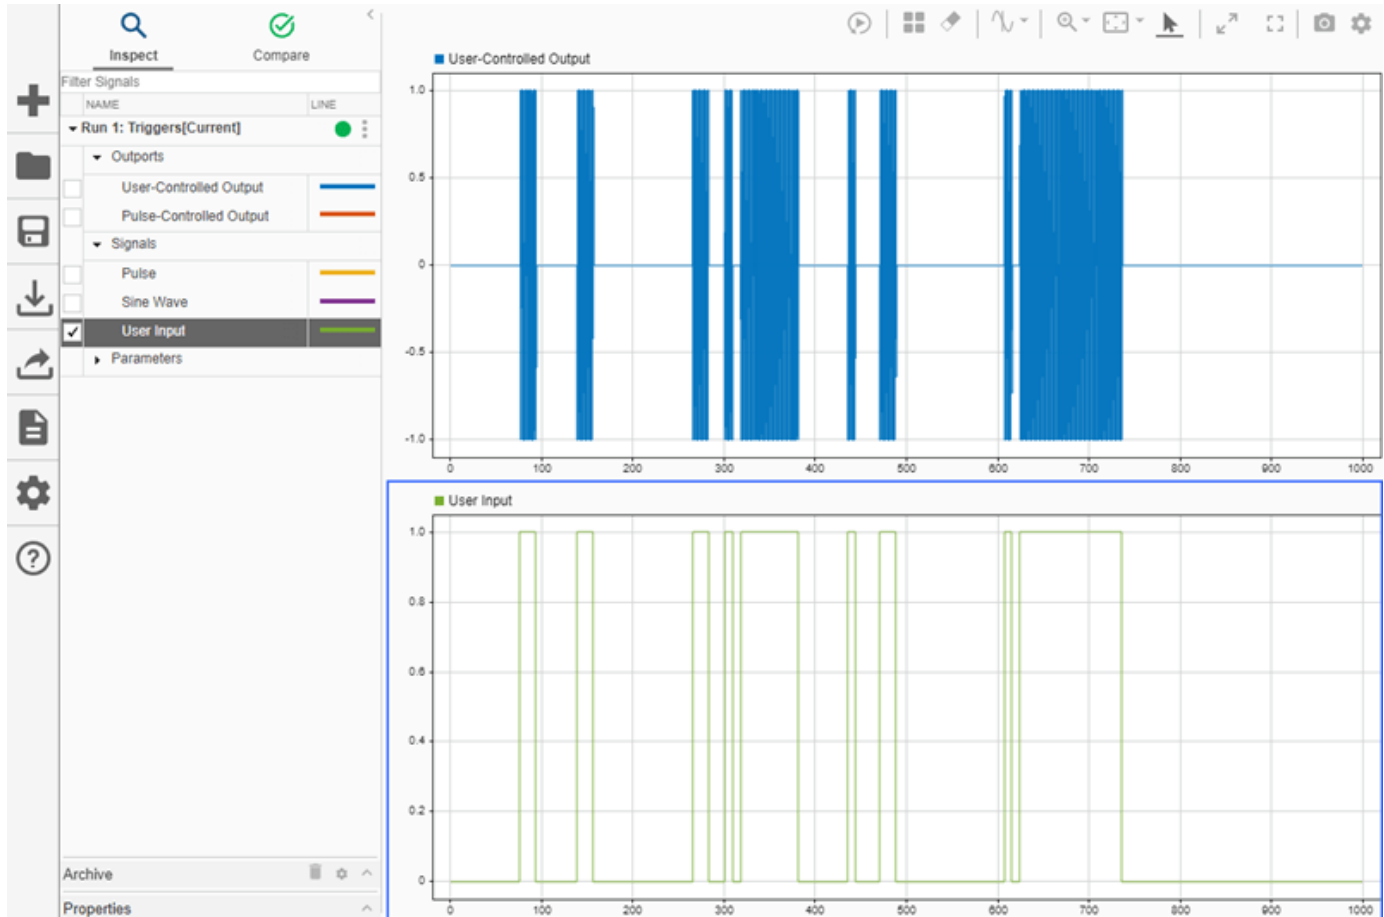 Inspect
Compare
Filter Signals
NAME
LINE
Run 1: Triggers[Current]
Outports
User-Controlled Output
Pulse-Controlled Output
Signals
Pulse
Sine Wave
User Input
Parameters
Archive
Properties
User-Controlled Output
1.0
0.5
0
-0.5
-1.0
0 100 200 300 400 500 600 700 800 900 1000
User Input
1.0
0.8
0.6
0.4
0.2
0
0 100 200 300 400 500 600 700 800 900 1000